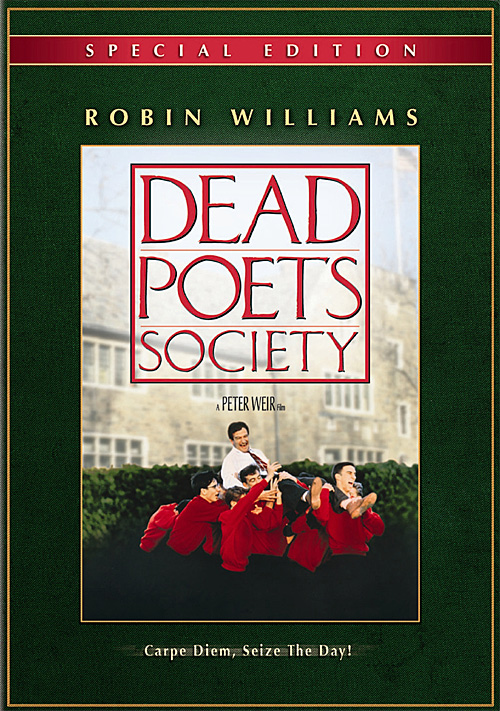 SPECIAL EDITION
ROBIN WILLIAMS
DEAD
POETS
SOCIETY
A PETER WEIR Film
Carpe Diem, Seize The Day!